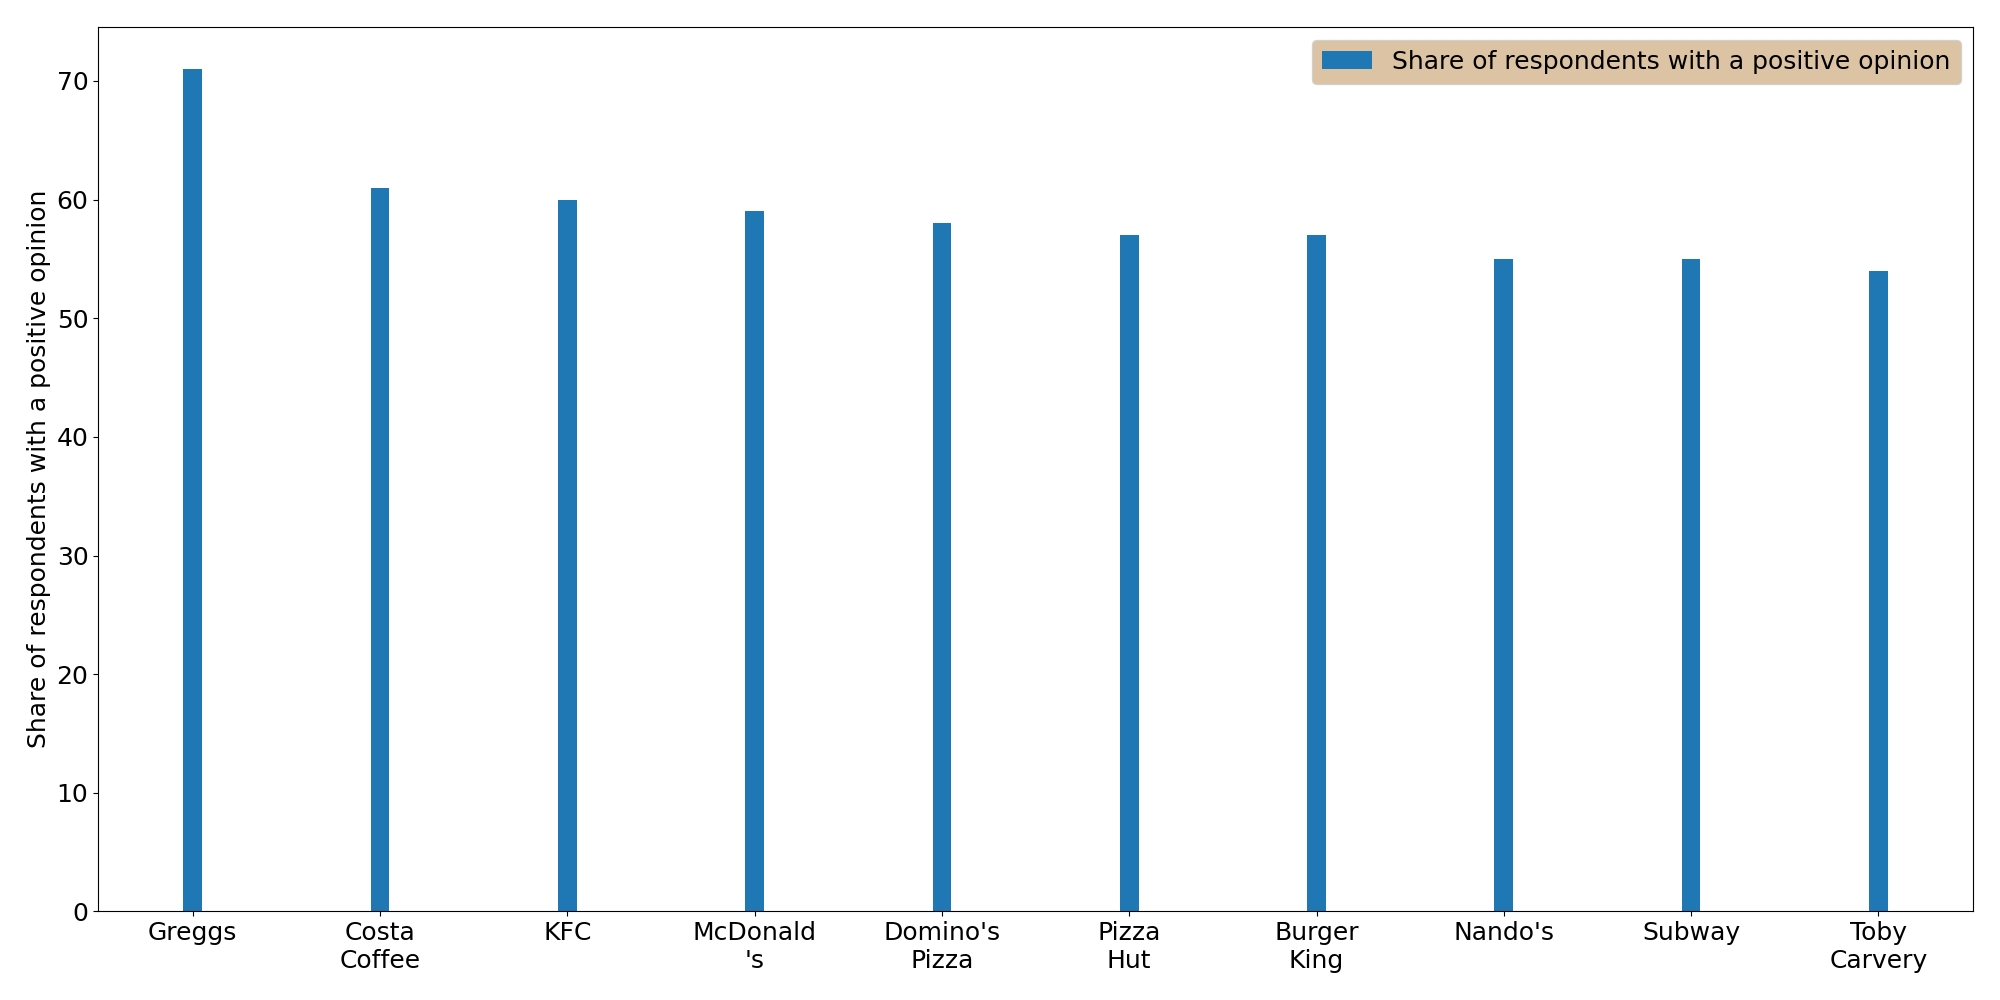 Share of respondents with a positive opinion
Share of respondents with a positive opinion
70
60
50
40
30
20
10
0
Greggs
Costa
Coffee
KFC
McDonald
's
Domino's
Pizza
Pizza
Hut
Burger
King
Nando's
Subway
Toby
Carvery